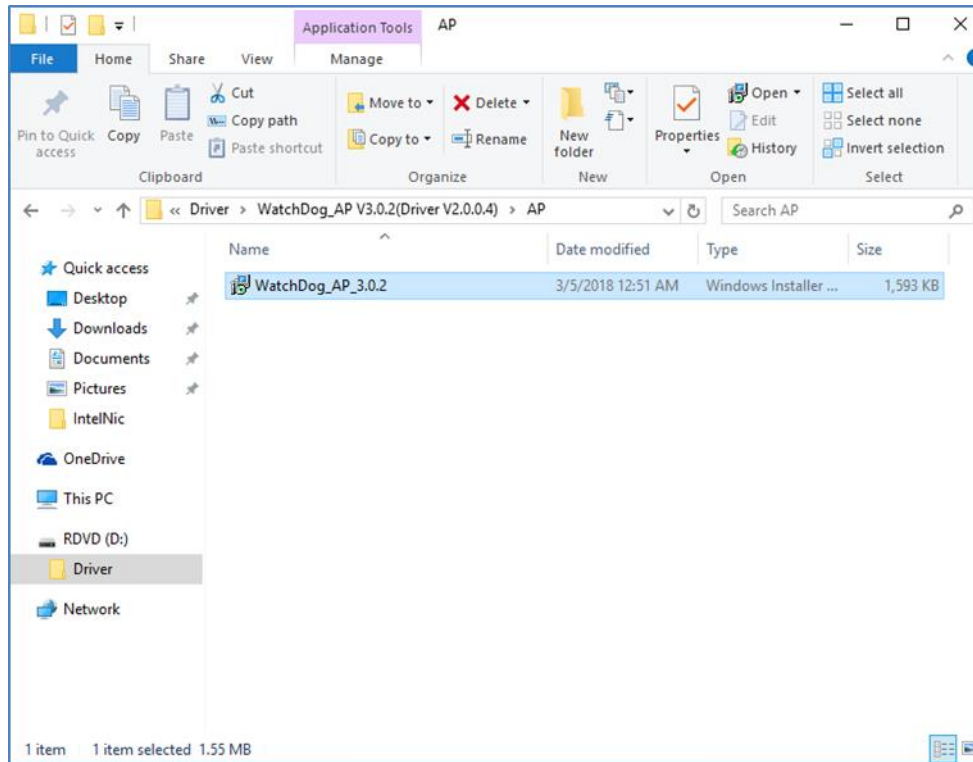 Application Tools AP
File Home Share View Manage
Pin to Quick access
Copy
Paste
Cut
Copy path
Paste shortcut
Clipboard
Move to
Copy to
Delete
Rename
Organize
New folder
New
Properties
Open
Edit
History
Open
Select all
Select none
Invert selection
Select
« Driver > WatchDog_AP V3.0.2(Driver V2.0.0.4) > AP
Search AP
Name Date modified Type Size
WatchDog_AP_3.0.2 3/5/2018 12:51 AM Windows Installer ... 1,593 KB
Quick access
Desktop
Downloads
Documents
Pictures
IntelNic
OneDrive
This PC
RDVD (D:)
Driver
Network
1 item 1 item selected 1.55 MB